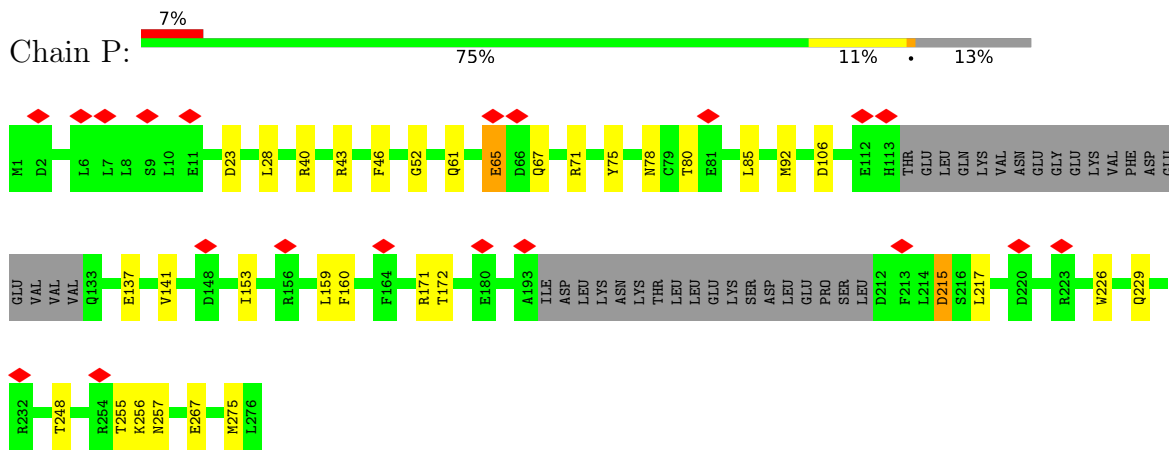 7%
Chain P:
75% 11% • 13%
M1 D2 L6 L7 L8 S9 L10 E11 D23 L28 R40 R43 F46 G52 Q61 E65 D66 Q67 R71 Y75 N78 C79 T80 E81 L85 M92 D106 E112 H113 THR GLU LEU GLN LYS VAL ASN GLU GLY GLU LYS VAL PHE ASP GLU
GLU VAL VAL VAL Q133 E137 V141 D148 I153 R156 L159 F160 F164 R171 T172 E180 A193 ILE ASP LEU LYS ASN LYS THR LEU LEU GLU LYS SER ASP LEU GLU PRO SER LEU D212 F213 L214 D215 S216 L217 D220 R223 W226 Q229
R232 T248 R254 T255 K256 N257 E267 M275 L276